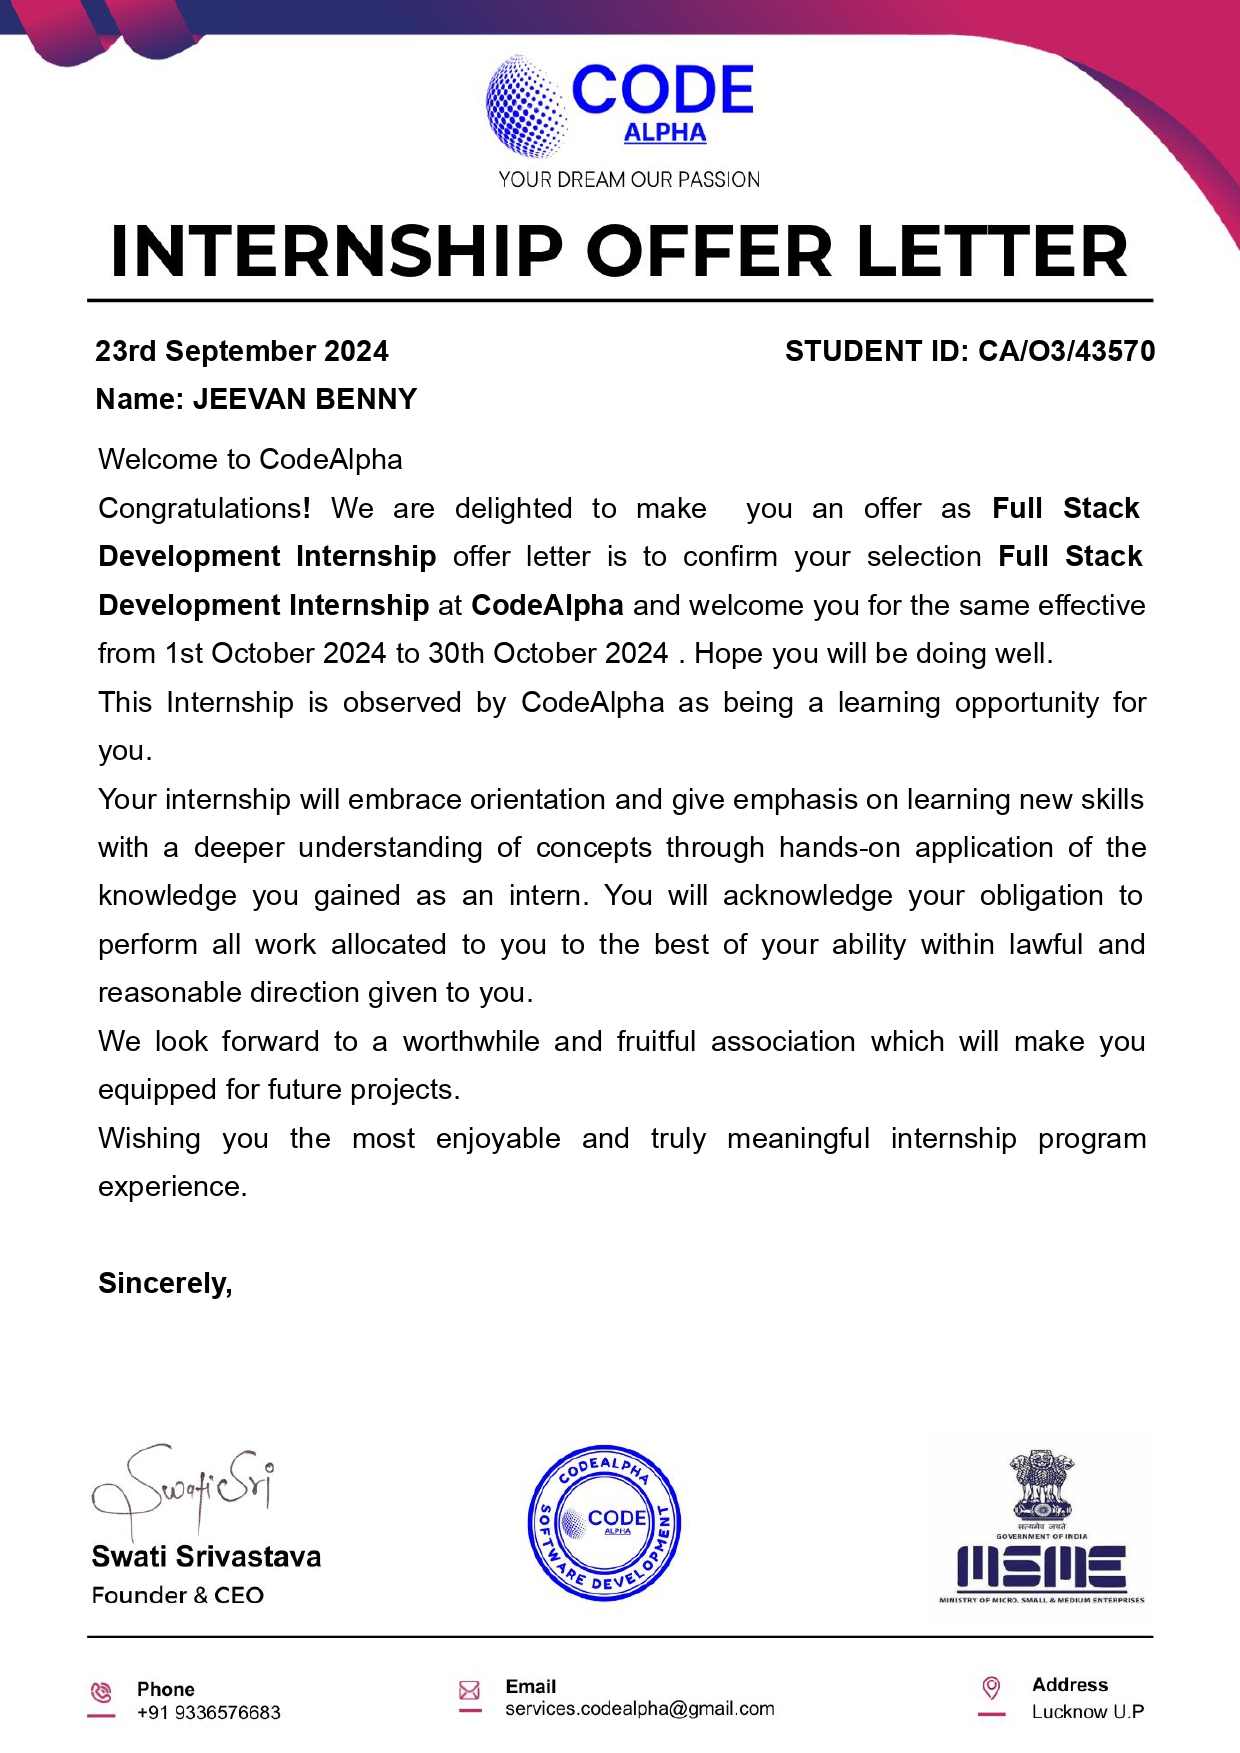 CODE
ALPHA
YOUR DREAM OUR PASSION
INTERNSHIP OFFER LETTER
23rd September 2024 STUDENT ID: CA/O3/43570
Name: JEEVAN BENNY
Welcome to CodeAlpha
Congratulations! We are delighted to make you an offer as Full Stack
Development Internship offer letter is to confirm your selection Full Stack
Development Internship at CodeAlpha and welcome you for the same effective
from 1st October 2024 to 30th October 2024 . Hope you will be doing well.
This Internship is observed by CodeAlpha as being a learning opportunity for
you.
Your internship will embrace orientation and give emphasis on learning new skills
with a deeper understanding of concepts through hands-on application of the
knowledge you gained as an intern. You will acknowledge your obligation to
perform all work allocated to you to the best of your ability within lawful and
reasonable direction given to you.
We look forward to a worthwhile and fruitful association which will make you
equipped for future projects.
Wishing you the most enjoyable and truly meaningful internship program
experience.
Sincerely,
Swati Sri
Swati Srivastava
Founder & CEO
CODEALPHA
CODE
ALPHA
SOFTWARE DEVELOPMENT
सत्यमेव जयते
GOVERNMENT OF INDIA
MSME
MINISTRY OF MICRO, SMALL & MEDIUM ENTERPRISES
Phone
+91 9336576683
Email
services.codealpha@gmail.com
Address
Lucknow U.P